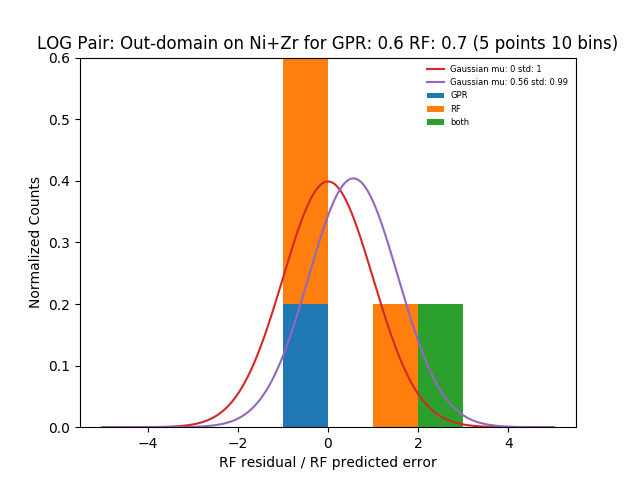 LOG Pair: Out-domain on Ni+Zr for GPR: 0.6 RF: 0.7 (5 points 10 bins)
0.6
0.5
0.4
0.3
0.2
0.1
0.0
Normalized Counts
Gaussian mu: 0 std: 1
Gaussian mu: 0.56 std: 0.99
GPR
RF
both
−4 −2 0 2 4
RF residual / RF predicted error